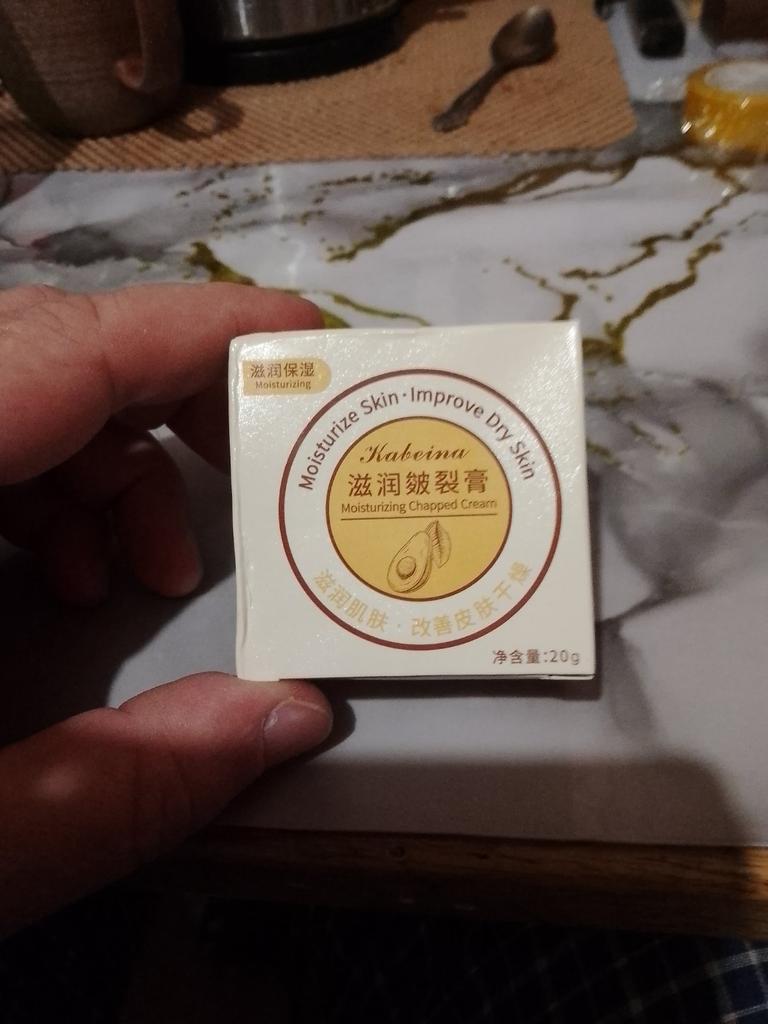 滋润保湿
Moisturizing
Moisturize Skin·Improve Dry Skin
Kabeina
滋润皴裂膏
Moisturizing Chapped Cream
滋润肌肤·改善皮肤干燥
净含量:20g